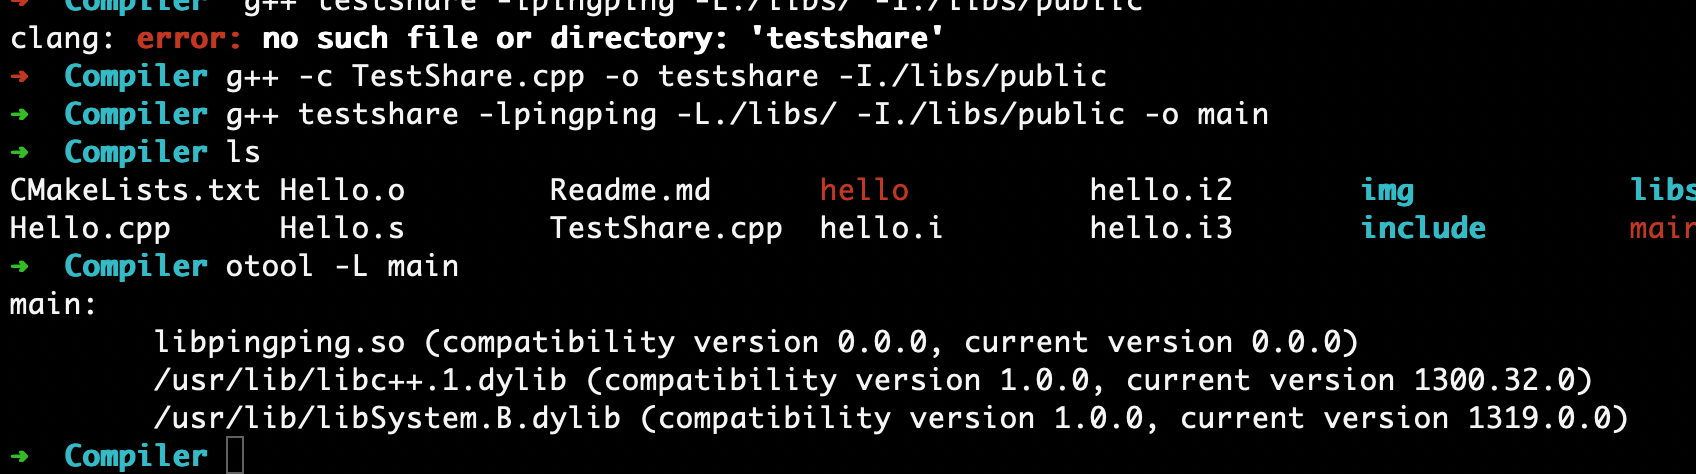 ➜  Compiler g++ testshare -lpingping -L./libs/ -I./libs/public
clang: error: no such file or directory: 'testshare'
➜  Compiler g++ -c TestShare.cpp -o testshare -I./libs/public
➜  Compiler g++ testshare -lpingping -L./libs/ -I./libs/public -o main
➜  Compiler ls
CMakeLists.txt Hello.o        Readme.md      hello          hello.i2       img            libs
Hello.cpp      Hello.s        TestShare.cpp  hello.i        hello.i3       include        main
➜  Compiler otool -L main
main:
        libpingping.so (compatibility version 0.0.0, current version 0.0.0)
        /usr/lib/libc++.1.dylib (compatibility version 1.0.0, current version 1300.32.0)
        /usr/lib/libSystem.B.dylib (compatibility version 1.0.0, current version 1319.0.0)
➜  Compiler